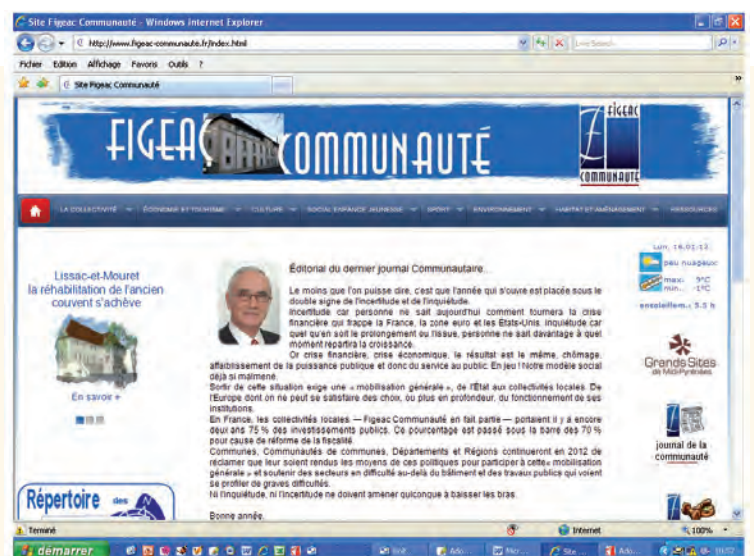 Site Figeac Communauté - Windows Internet Explorer
http://www.figeac-communaute.fr/index.html
Live Search
Fichier Edition Affichage Favoris Outils ?
Site Figeac Communauté
FIGEAC COMMUNAUTÉ
FIGEAC
COMMUNAUTÉ
LA COLLECTIVITÉ ÉCONOMIE ET TOURISME CULTURE SOCIAL ENFANCE JEUNESSE SPORT ENVIRONNEMENT HABITAT ET AMÉNAGEMENT RESSOURCES
Lissac-et-Mouret
la réhabilitation de l'ancien
couvent s'achève
En savoir +
Répertoire des
Éditorial du dernier journal Communautaire...
Le moins que l'on puisse dire, c'est que l'année qui s'ouvre est placée sous le
double signe de l'incertitude et de l'inquiétude.
Incertitude car personne ne sait aujourd'hui comment tournera la crise
financière qui frappe la France, la zone euro et les Etats-Unis. Inquiétude car
quel qu'en soit le prolongement ou l'issue, personne ne sait davantage à quel
moment repartira la croissance.
Or crise financière, crise économique, le résultat est le même, chômage,
affaiblissement de la puissance publique et donc du service au public. En jeu ! Notre modèle social
déjà si malmené.
Sortir de cette situation exige une « mobilisation générale », de l'État aux collectivités locales. De
l'Europe dont on ne peut se satisfaire des choix, ou plus en profondeur, du fonctionnement de ses
institutions.
En France, les collectivités locales — Figeac Communauté en fait partie — portaient il y a encore
deux ans 75 % des investissements publics. Ce pourcentage est passé sous la barre des 70 %
pour cause de réforme de la fiscalité.
Communes, Communautés de communes, Départements et Régions continueront en 2012 de
réclamer que leur soient rendus les moyens de ces politiques pour participer à cette « mobilisation
générale » et soutenir des secteurs en difficulté au-delà du bâtiment et des travaux publics qui voient
se profiler de graves difficultés.
Ni l'inquiétude, ni l'incertitude ne doivent amener quiconque à baisser les bras.
Bonne année,
peu nuageux
max. 9°C
min. -1°C
ensoleillem.: 5.5 h
Grands Sites
de Midi-Pyrénées
journal de la
communauté
Terminé
Internet
100%
démarrer